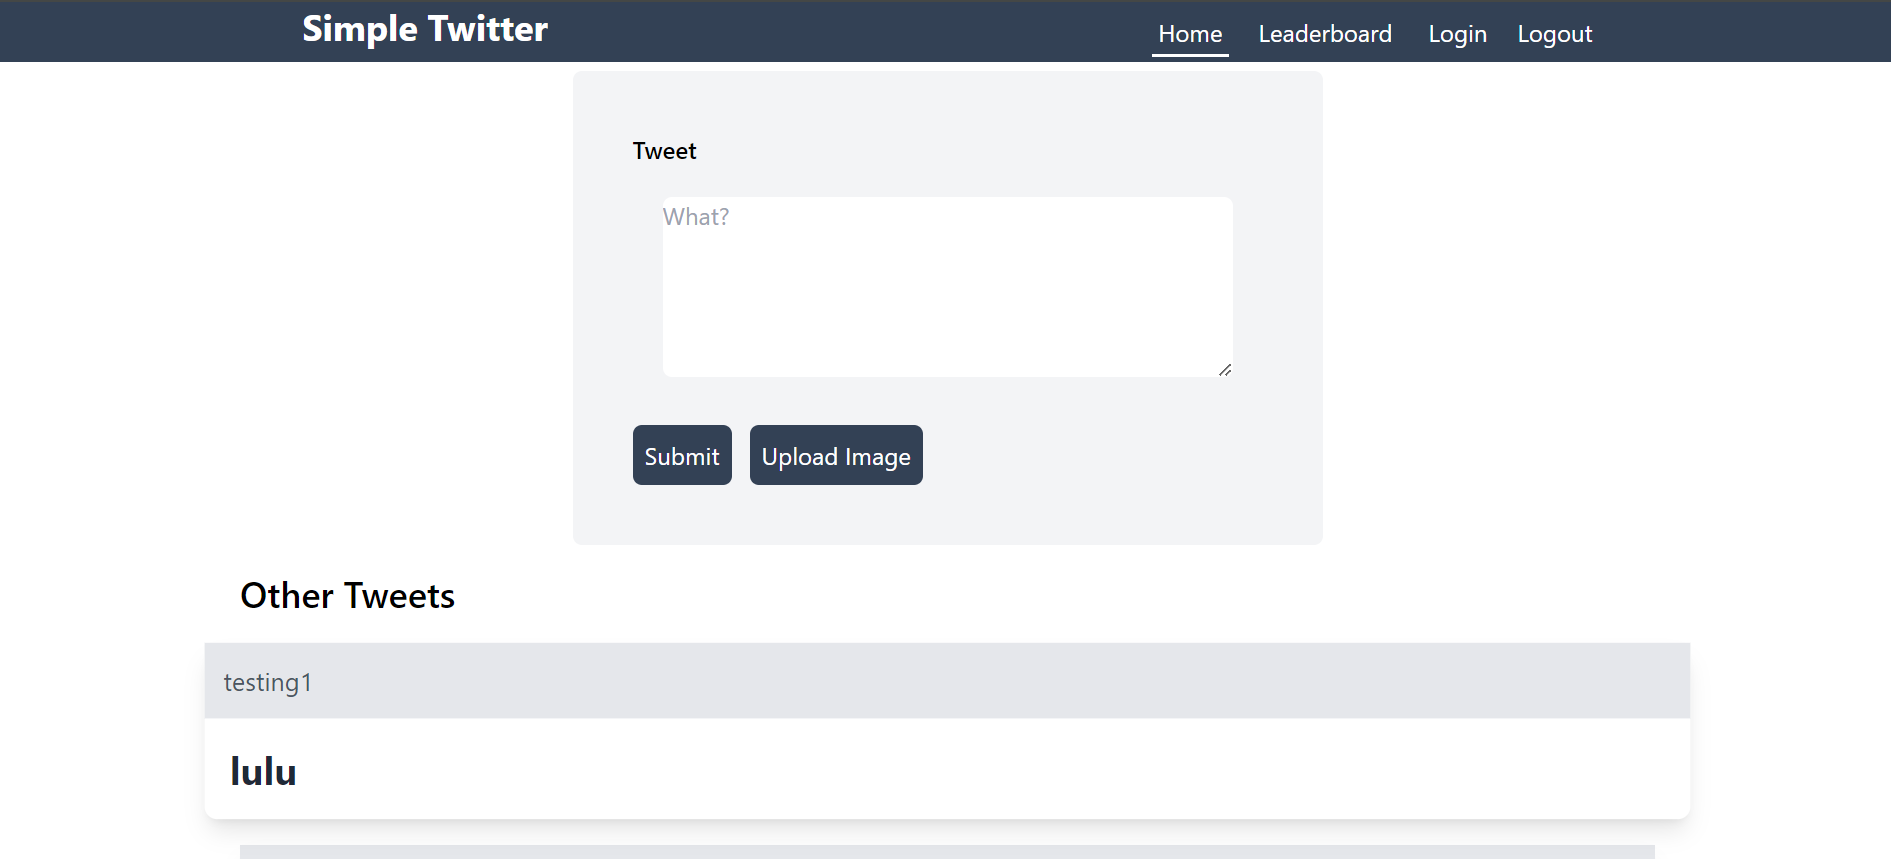 Simple Twitter
Home Leaderboard Login Logout
Tweet
What?
Submit Upload Image
Other Tweets
testing1
lulu